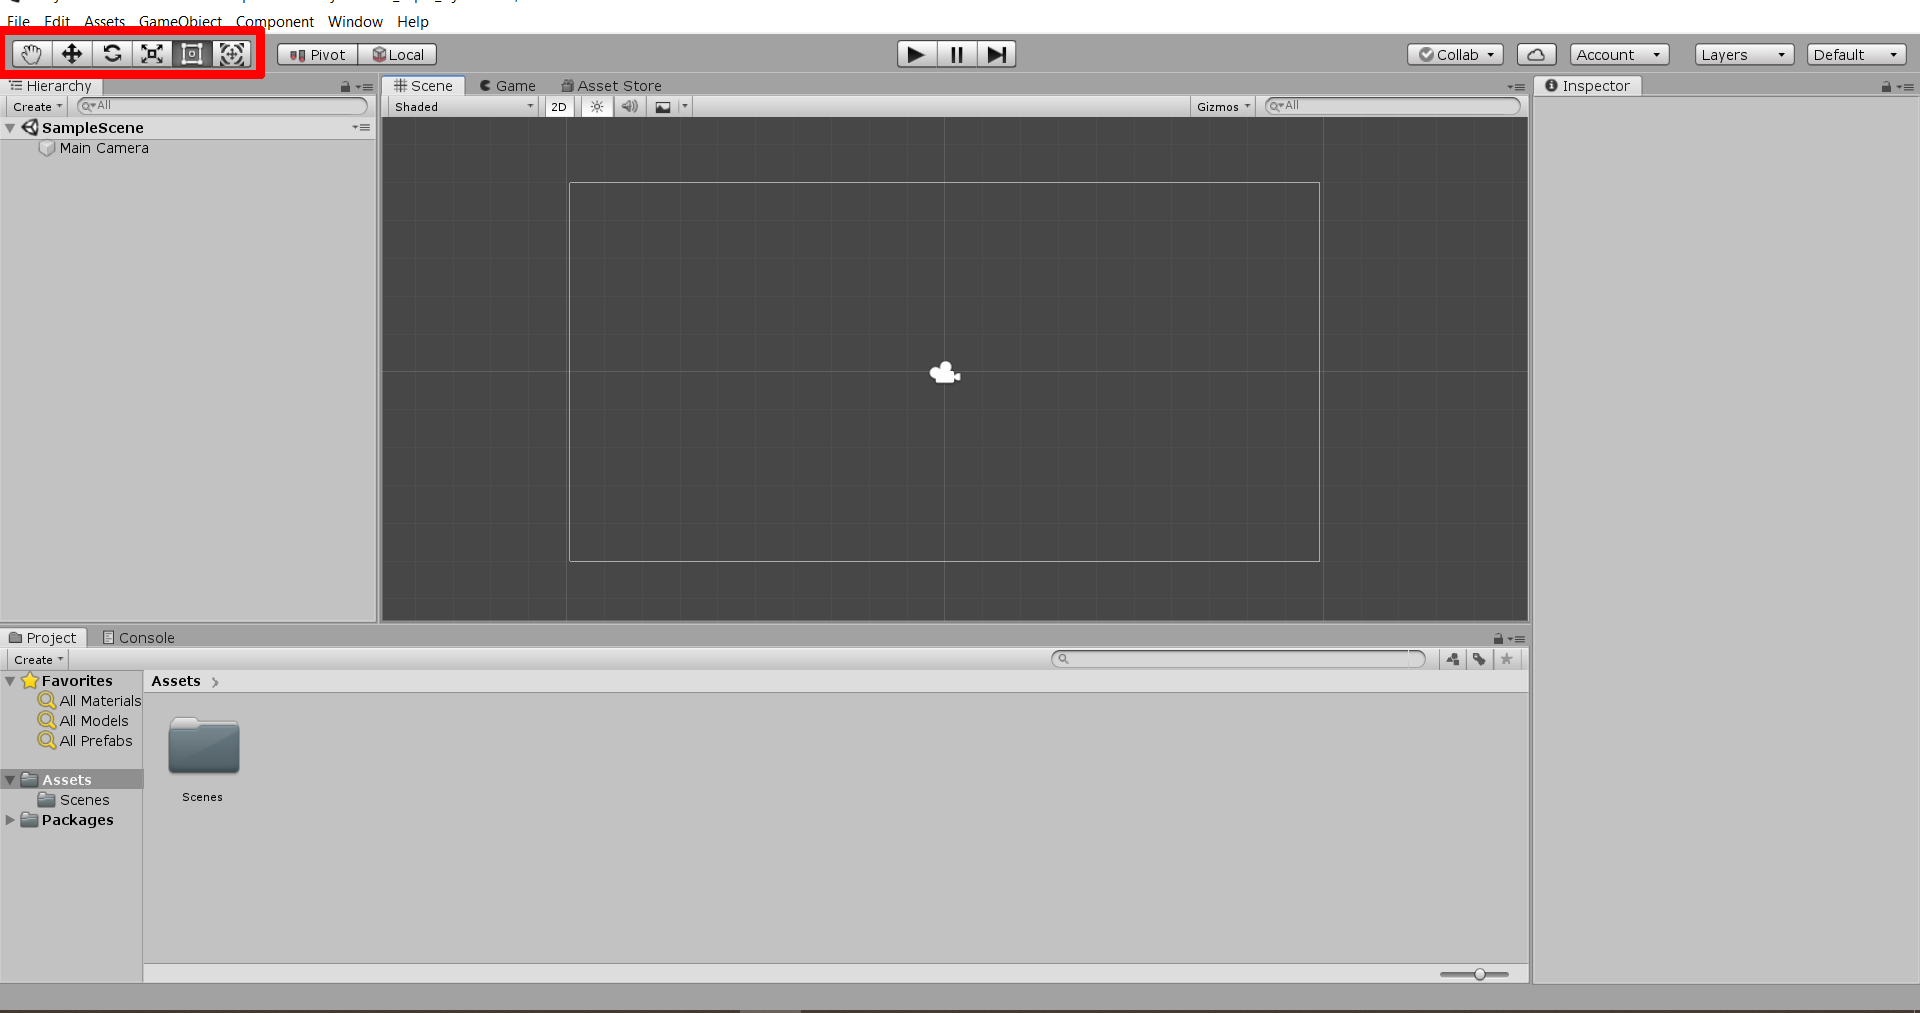 File Edit Assets GameObject Component Window Help
Pivot Local Collab Account Layers Default
Hierarchy
Create All
SampleScene
Main Camera
Scene Game Asset Store
Shaded 2D Gizmos All
Inspector
Project Console
Create
Favorites
All Materials
All Models
All Prefabs
Assets
Scenes
Packages
Assets
Scenes